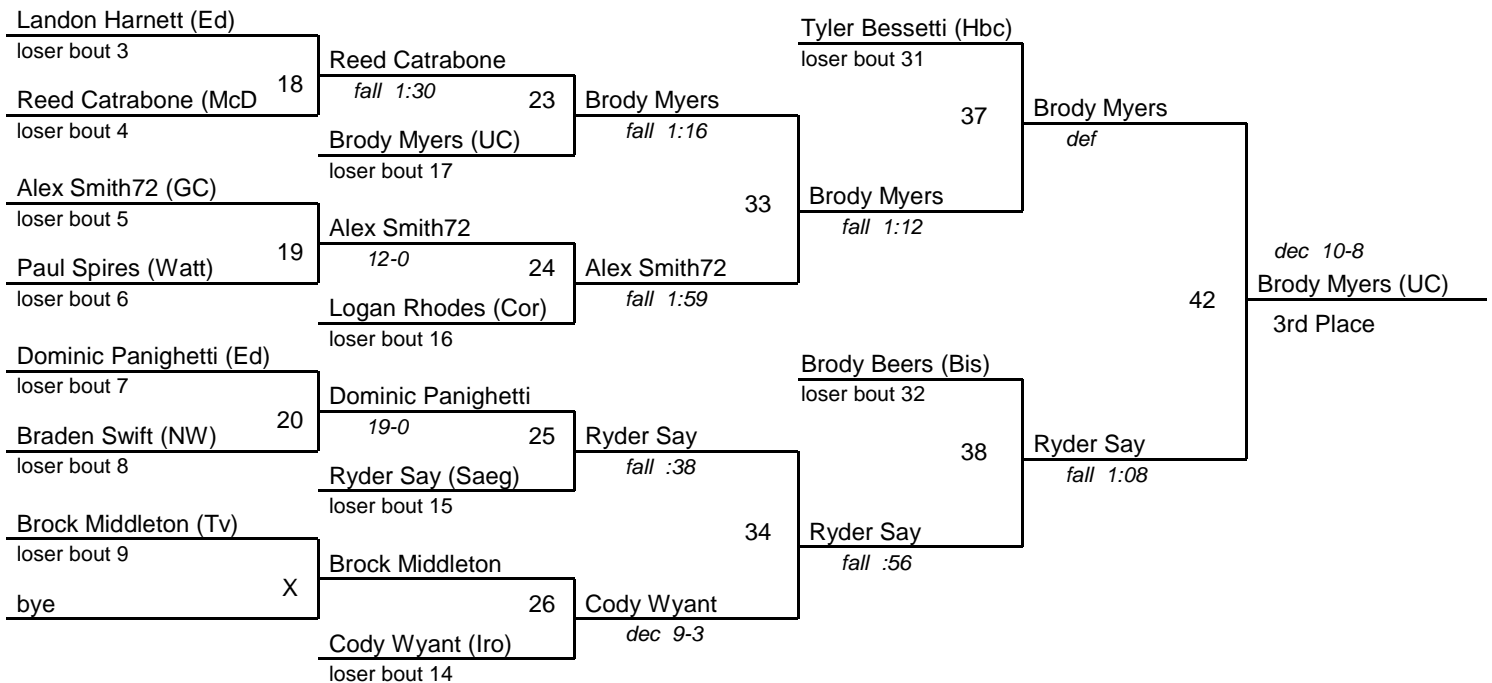 Landon Harnett (Ed)
loser bout 3
18
Reed Catrabone (McD
loser bout 4
Alex Smith72 (GC)
loser bout 5
19
Paul Spires (Watt)
loser bout 6
Dominic Panighetti (Ed)
loser bout 7
20
Braden Swift (NW)
loser bout 8
Brock Middleton (Tv)
loser bout 9
X
bye
Reed Catrabone
fall 1:30
23
Brody Myers (UC)
loser bout 17
Alex Smith72
12-0
24
Logan Rhodes (Cor)
loser bout 16
Dominic Panighetti
19-0
25
Ryder Say (Saeg)
loser bout 15
Brock Middleton
26
Cody Wyant (Iro)
loser bout 14
Brody Myers
fall 1:16
33
Alex Smith72
fall 1:59
Ryder Say
fall :38
34
Cody Wyant
dec 9-3
Tyler Bessetti (Hbc)
loser bout 31
37
Brody Myers
fall 1:12
Brody Beers (Bis)
loser bout 32
38
Ryder Say
fall :56
Brody Myers
def
42
Ryder Say
fall 1:08
dec 10-8
Brody Myers (UC)
3rd Place